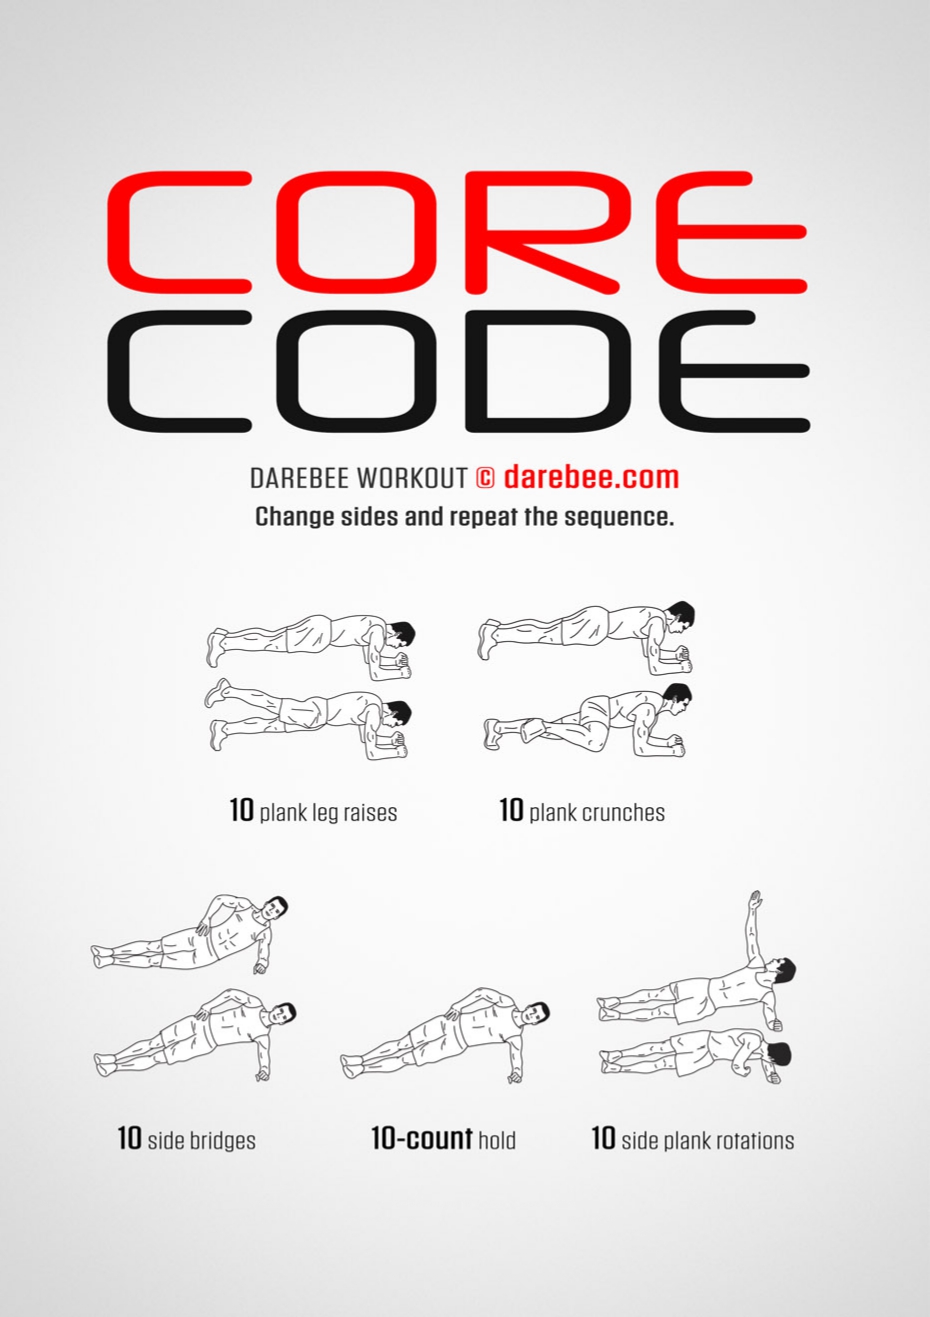 CORE
CODE
DAREBEE WORKOUT © darebee.com
Change sides and repeat the sequence.
10 plank leg raises
10 plank crunches
10 side bridges
10-count hold
10 side plank rotations